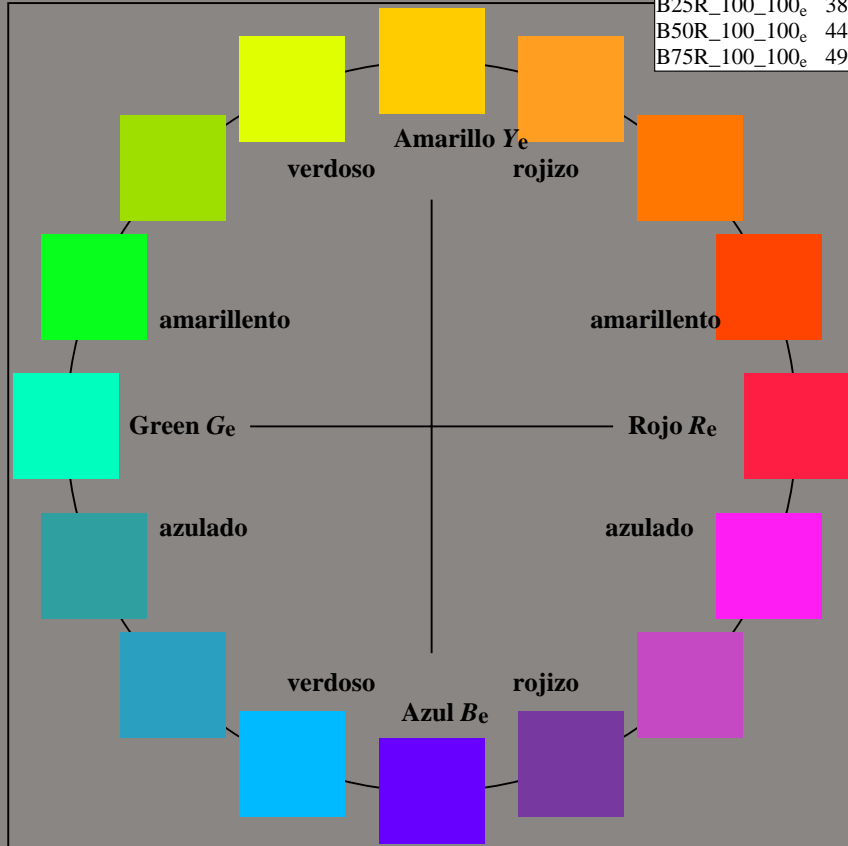 B25R_100_100e 38
B50R_100_100e 44
B75R_100_100e 49
Amarillo Ye
verdoso rojizo
amarillento amarillento
Green Ge Rojo Re
azulado azulado
verdoso rojizo
Azul Be